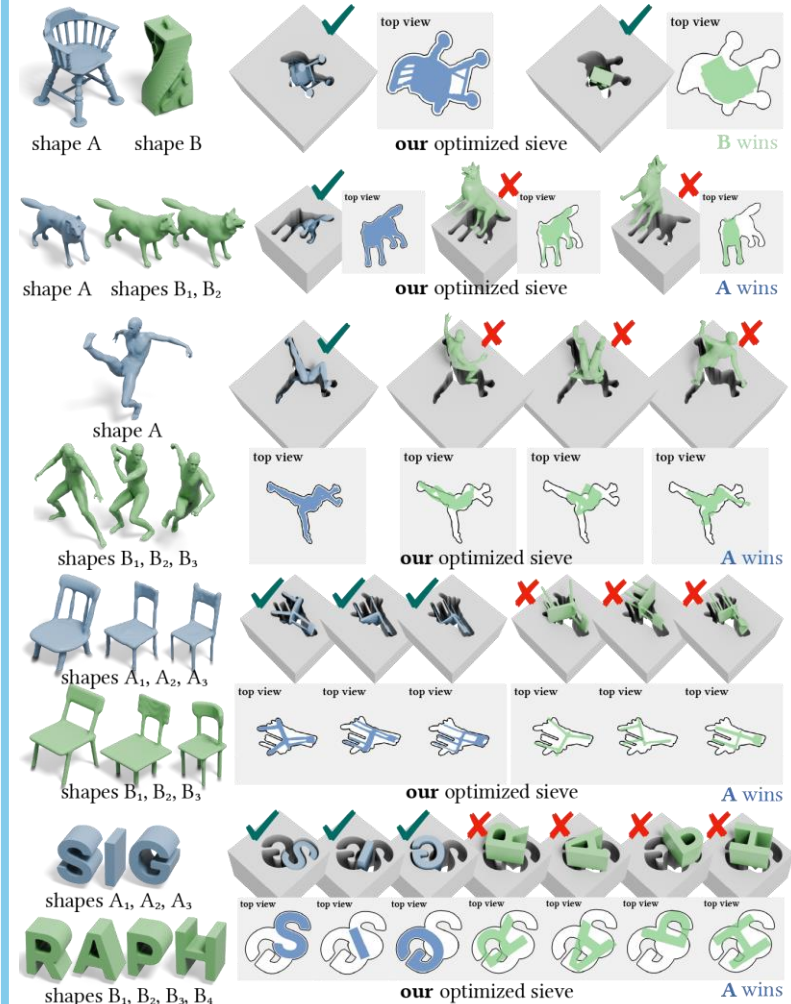 top view
top view
shape A
shape B
our optimized sieve
B wins
top view
top view
top view
shape A
shapes B₁, B₂
our optimized sieve
A wins
shape A
top view
top view
top view
top view
shapes B₁, B₂, B₃
our optimized sieve
A wins
shapes A₁, A₂, A₃
top view
top view
top view
top view
top view
top view
shapes B₁, B₂, B₃
our optimized sieve
A wins
SIG
shapes A₁, A₂, A₃
top view
top view
top view
top view
top view
top view
top view
RAPH
shapes B₁, B₂, B₃, B₄
our optimized sieve
A wins